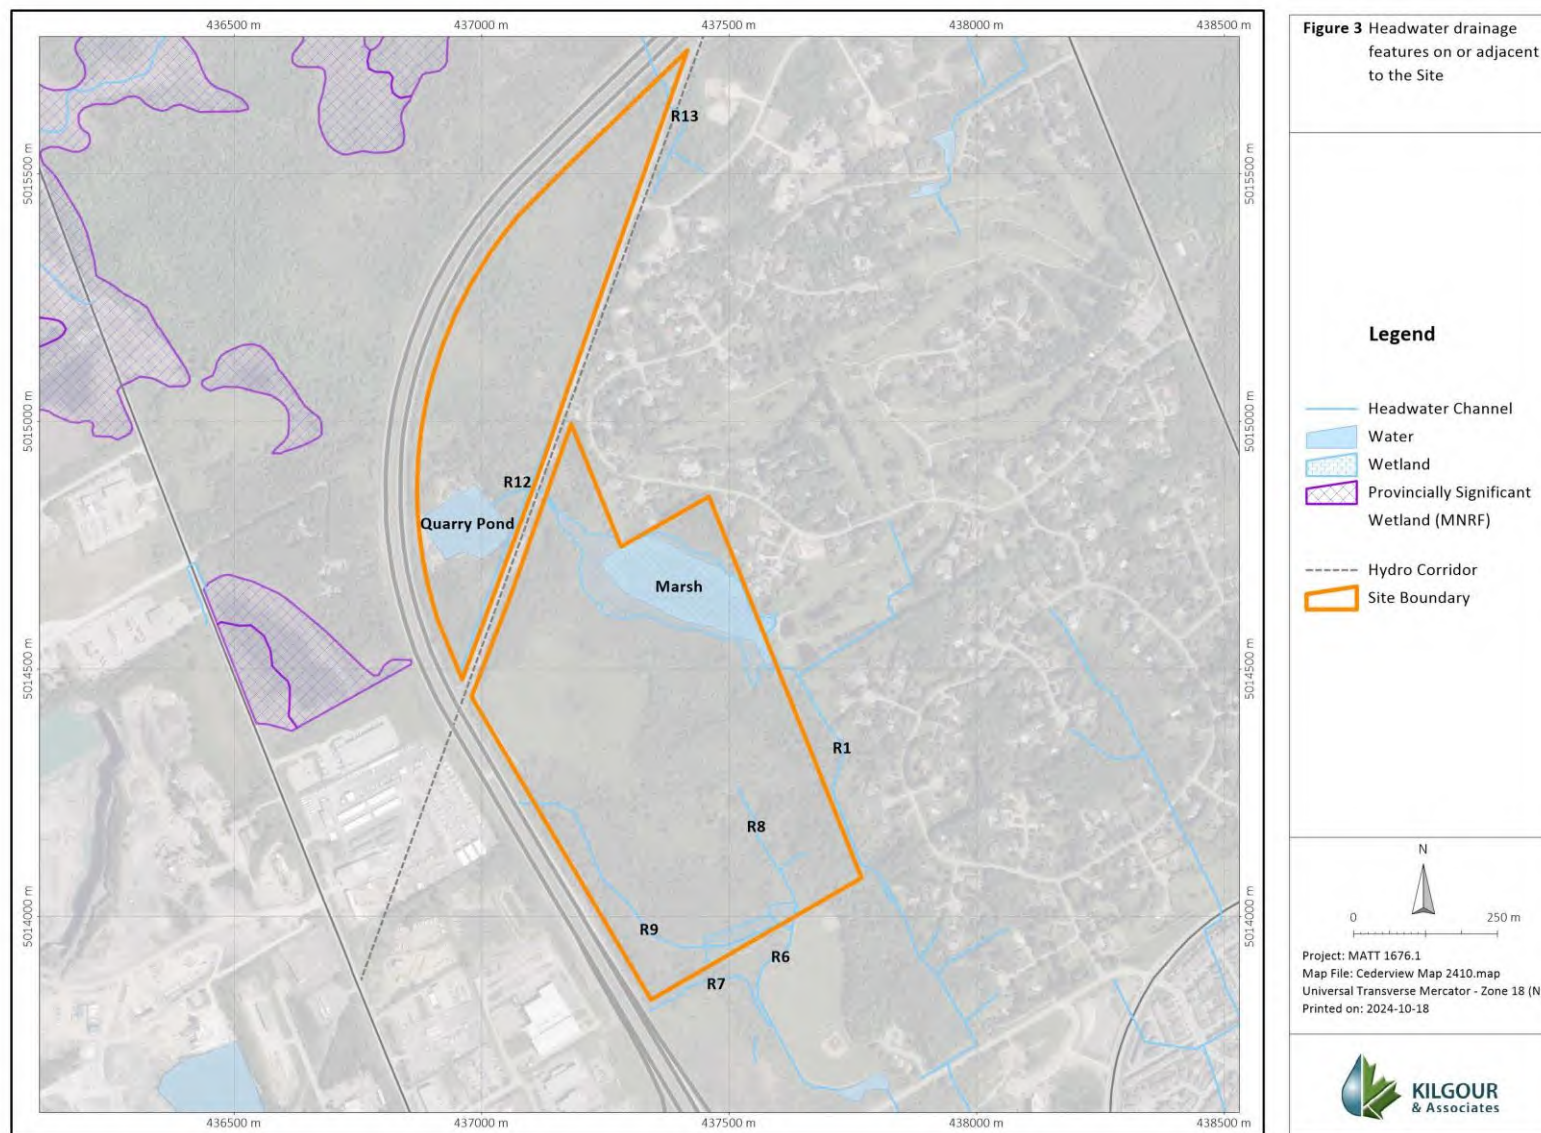 436500 m
437000 m
437500 m
438000 m
438500 m
5015500 m
5015000 m
5014500 m
5014000 m
R13
R12
Quarry Pond
Marsh
R1
R8
R9
R6
R7
5015500 m
5015000 m
5014500 m
5014000 m
436500 m
437000 m
437500 m
438000 m
438500 m
Figure 3 Headwater drainage
features on or adjacent
to the Site
Legend
Headwater Channel
Water
Wetland
Provincially Significant
Wetland (MNRF)
Hydro Corridor
Site Boundary
N
0 250 m
Project: MATT 1676.1
Map File: Cederview Map 2410.map
Universal Transverse Mercator - Zone 18 (N
Printed on: 2024-10-18
KILGOUR
& Associates